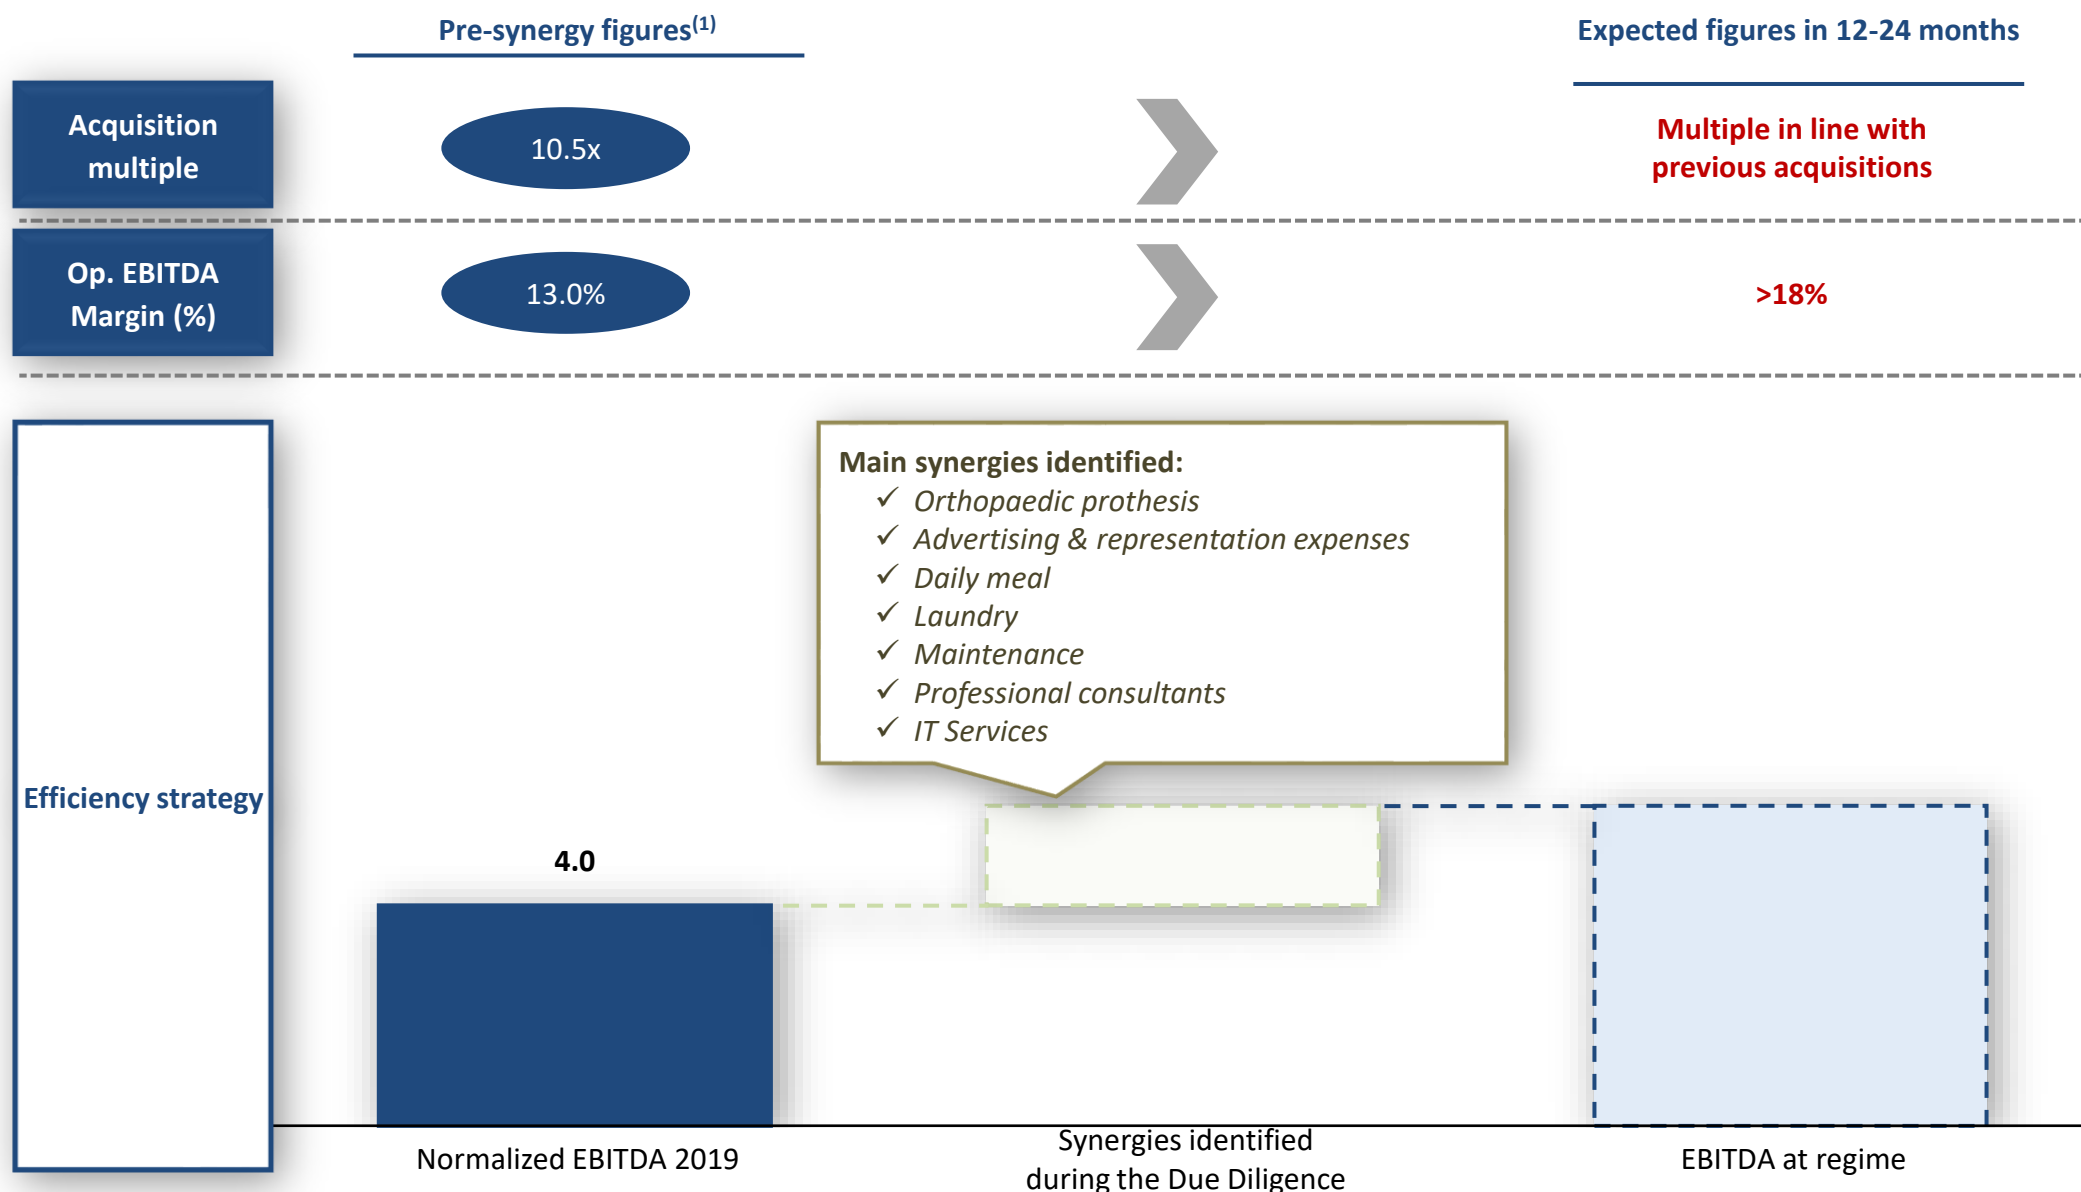 Pre-synergy figures(1)
Expected figures in 12-24 months
Acquisition
multiple
10.5x
Multiple in line with
previous acquisitions
Op. EBITDA
Margin (%)
13.0%
>18%
Efficiency strategy
Main synergies identified:
✓ Orthopaedic prothesis
✓ Advertising & representation expenses
✓ Daily meal
✓ Laundry
✓ Maintenance
✓ Professional consultants
✓ IT Services
4.0
Normalized EBITDA 2019
Synergies identified
during the Due Diligence
EBITDA at regime